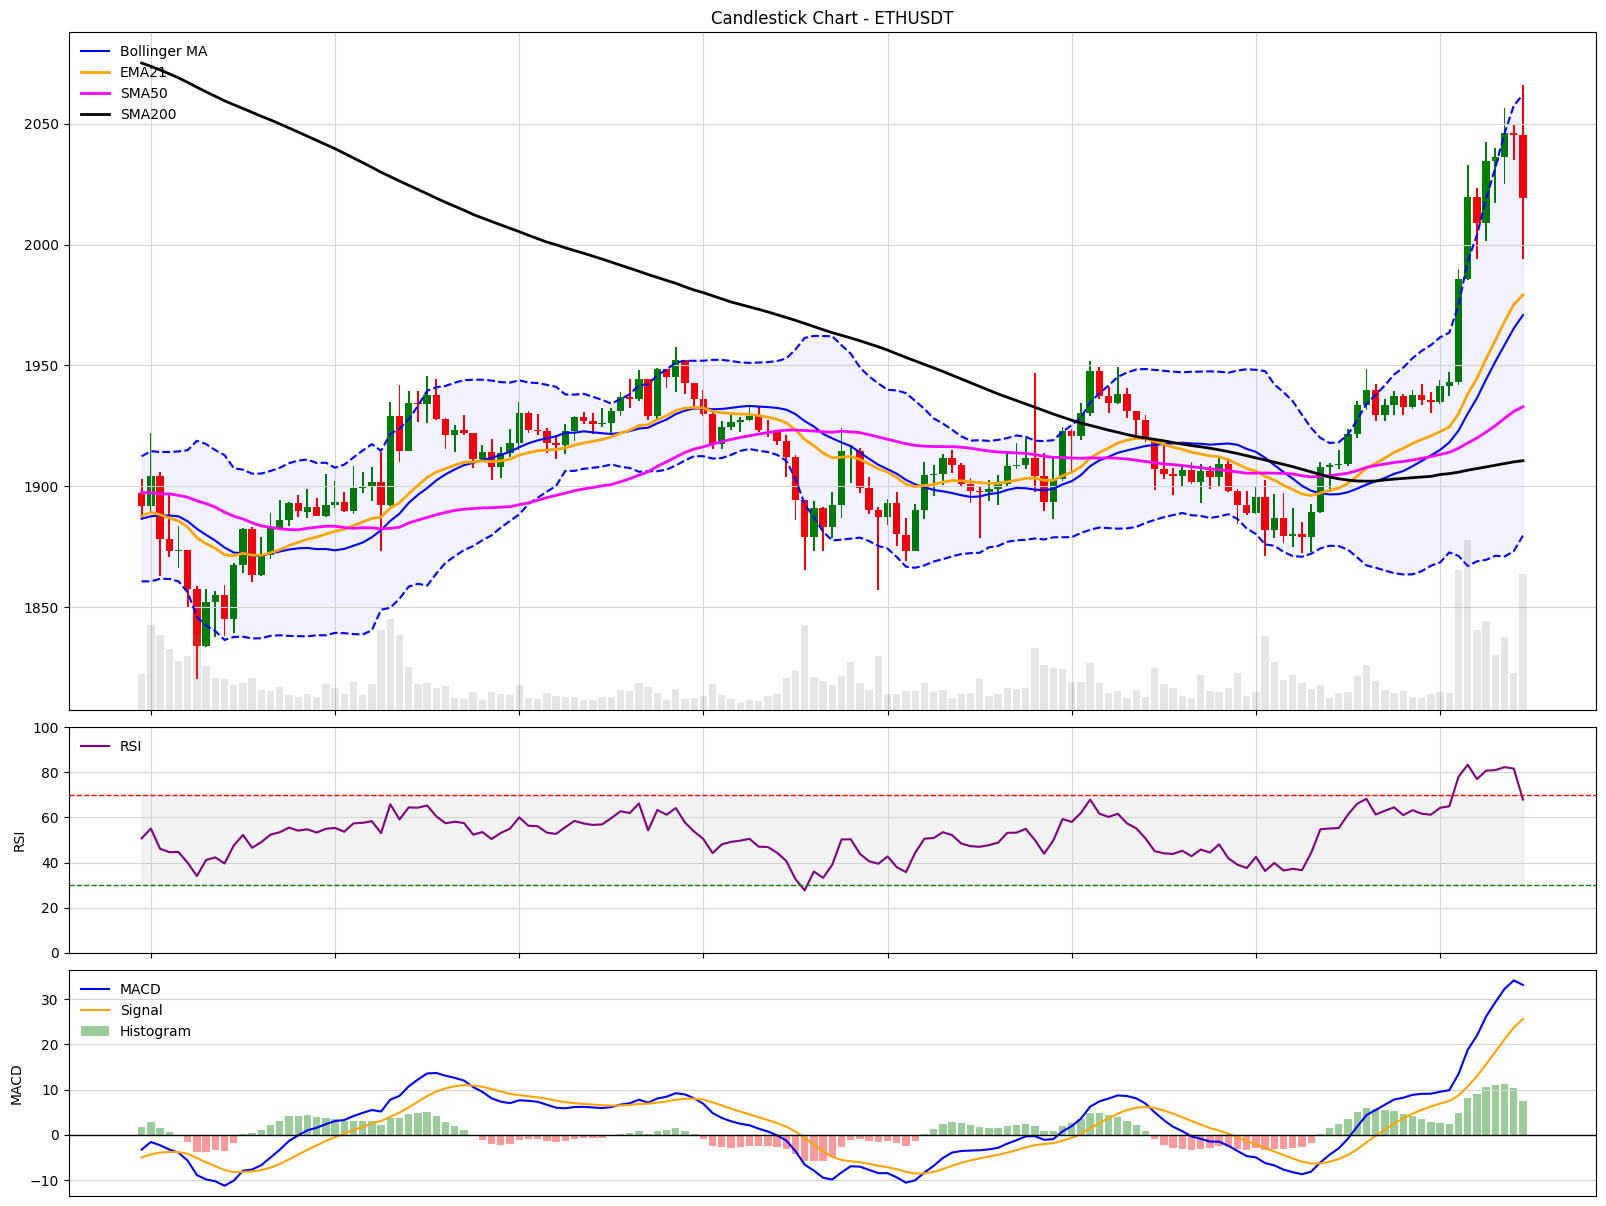 Candlestick Chart - ETHUSDT
Bollinger MA
EMA21
SMA50
SMA200
2050
2000
1950
1900
1850
RSI
100
80
60
40
20
0
RSI
MACD
Signal
Histogram
30
20
10
0
−10
MACD